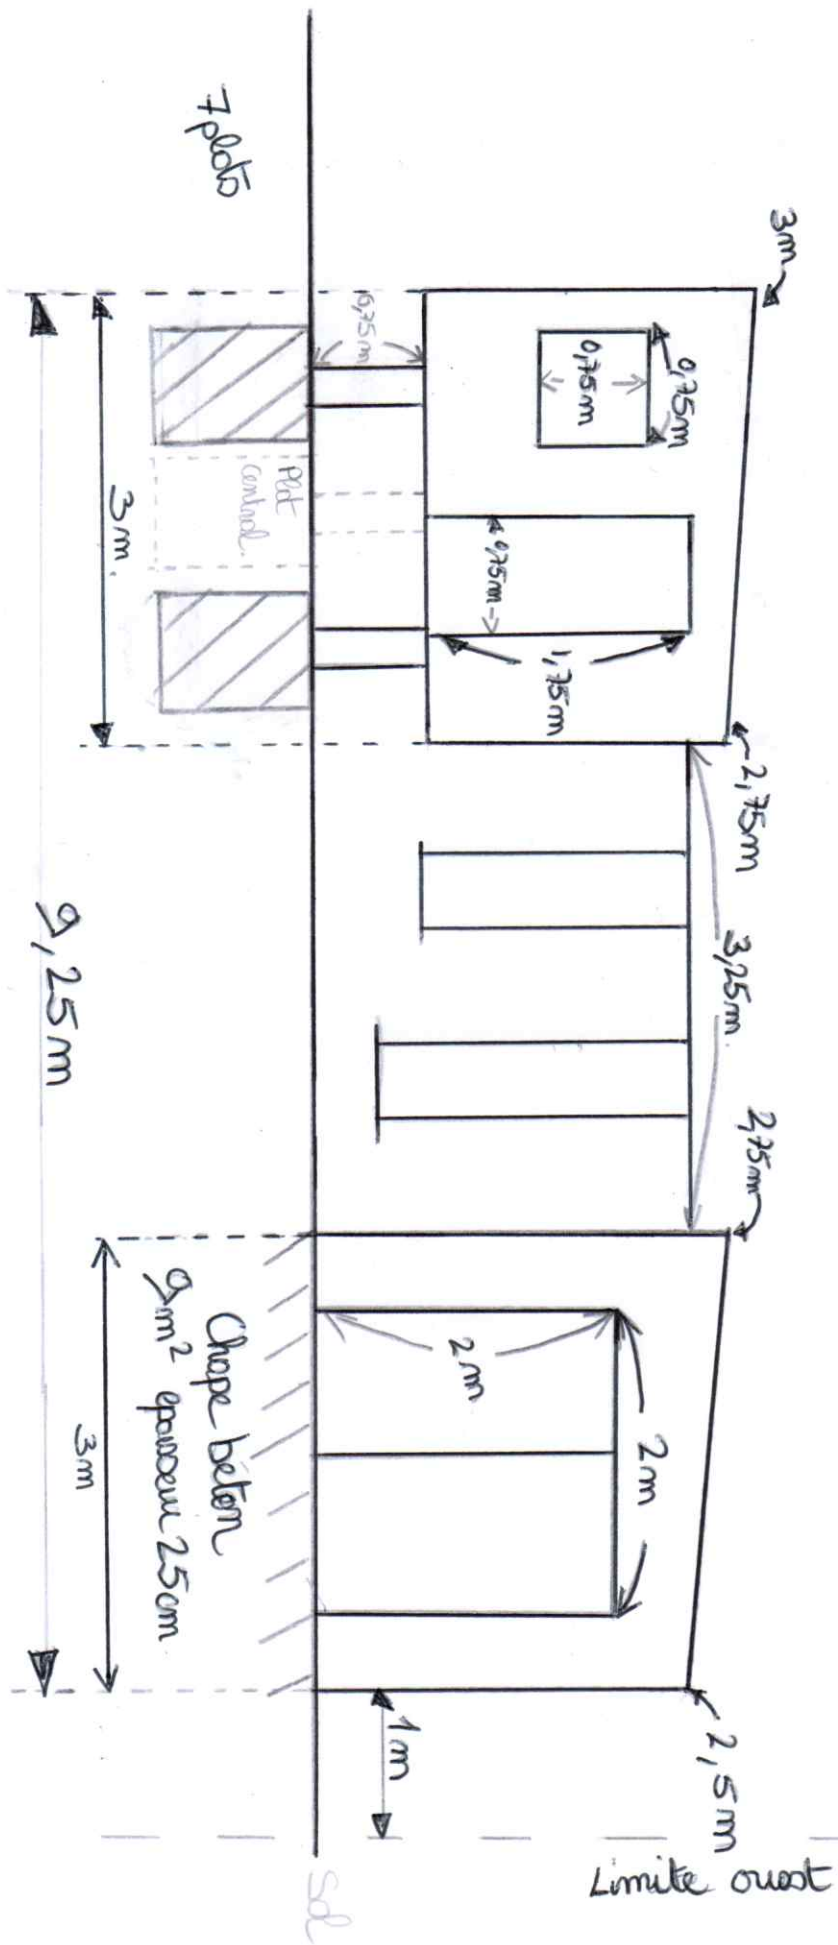 3m
0,75m
0,75m
0,75m
1,75m
0,75m
7 plots
Plot
central.
3m.
2,75m
3,25m.
2,75m
9,25m
2m
2m
2,5m
1m
Chape béton
9m² epaisseur 25cm
3m
Limite ouest
Sol